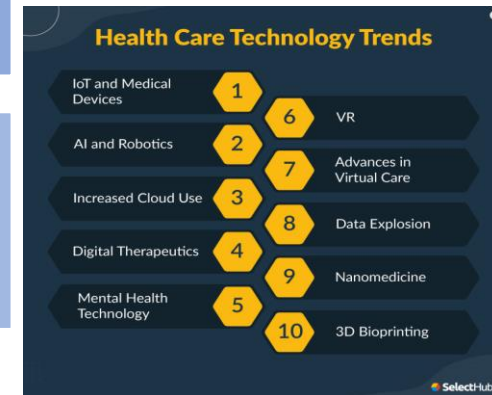 Health Care Technology Trends
IoT and Medical
Devices
1
AI and Robotics
2
Increased Cloud Use
3
Digital Therapeutics
4
Mental Health
Technology
5
6
VR
7
Advances in
Virtual Care
8
Data Explosion
9
Nanomedicine
10
3D Bioprinting
SelectHub